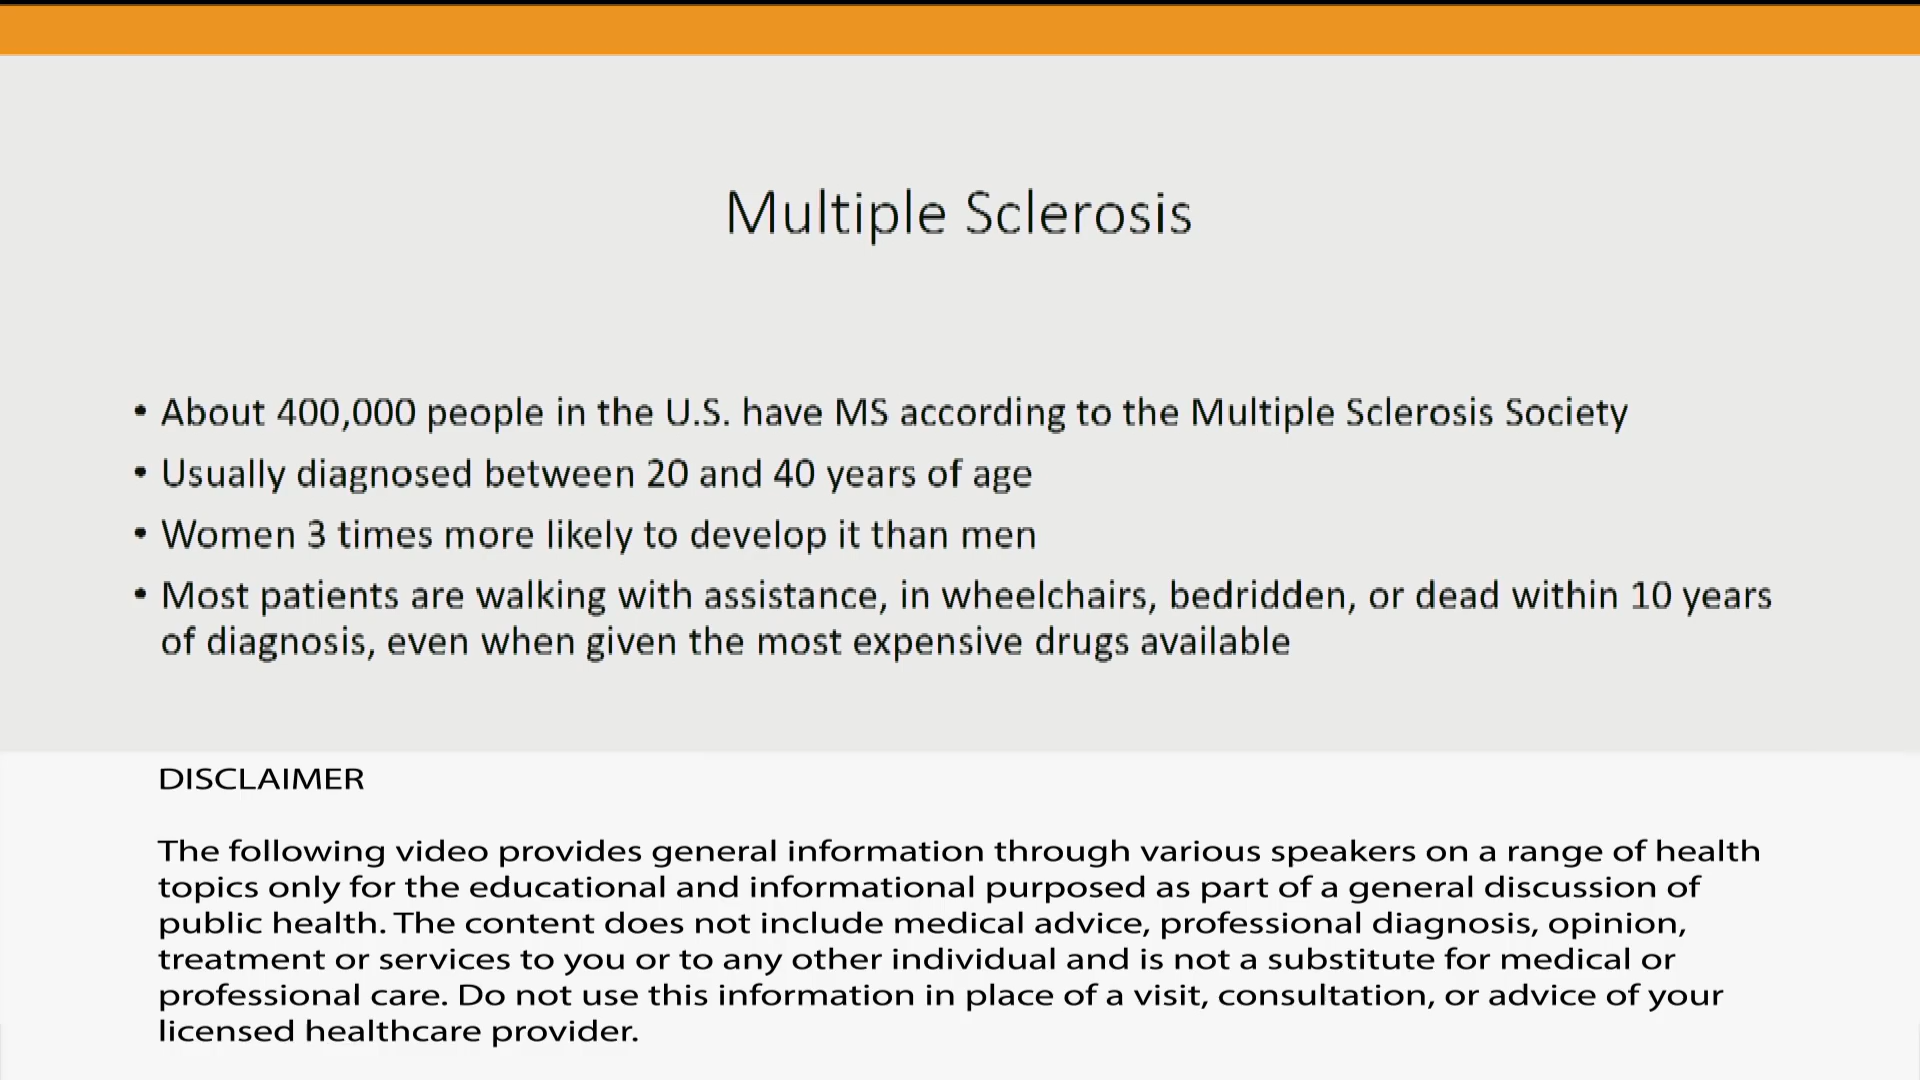 Multiple Sclerosis
• About 400,000 people in the U.S. have MS according to the Multiple Sclerosis Society
• Usually diagnosed between 20 and 40 years of age
• Women 3 times more likely to develop it than men
• Most patients are walking with assistance, in wheelchairs, bedridden, or dead within 10 years
of diagnosis, even when given the most expensive drugs available
DISCLAIMER
The following video provides general information through various speakers on a range of health
topics only for the educational and informational purposed as part of a general discussion of
public health. The content does not include medical advice, professional diagnosis, opinion,
treatment or services to you or to any other individual and is not a substitute for medical or
professional care. Do not use this information in place of a visit, consultation, or advice of your
licensed healthcare provider.